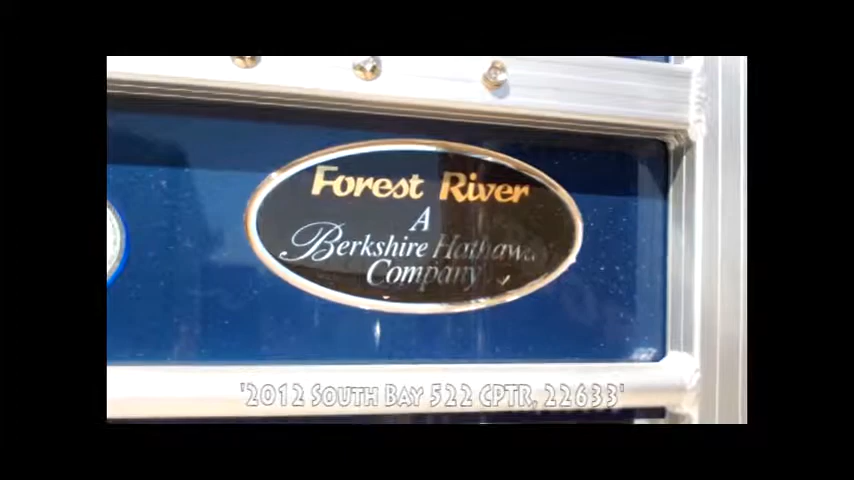 Forest River
A
Berkshire Hathaway
Company
'2012 South Bay 522 CPTR, 22633'